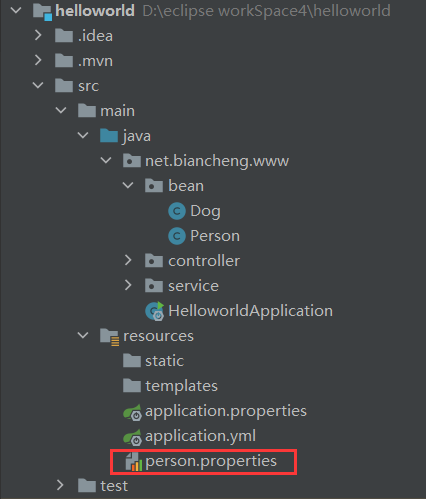 helloworld D:\eclipse workSpace4\helloworld
.idea
.mvn
src
main
java
net.biancheng.www
bean
Dog
Person
controller
service
HelloworldApplication
resources
static
templates
application.properties
application.yml
person.properties
test